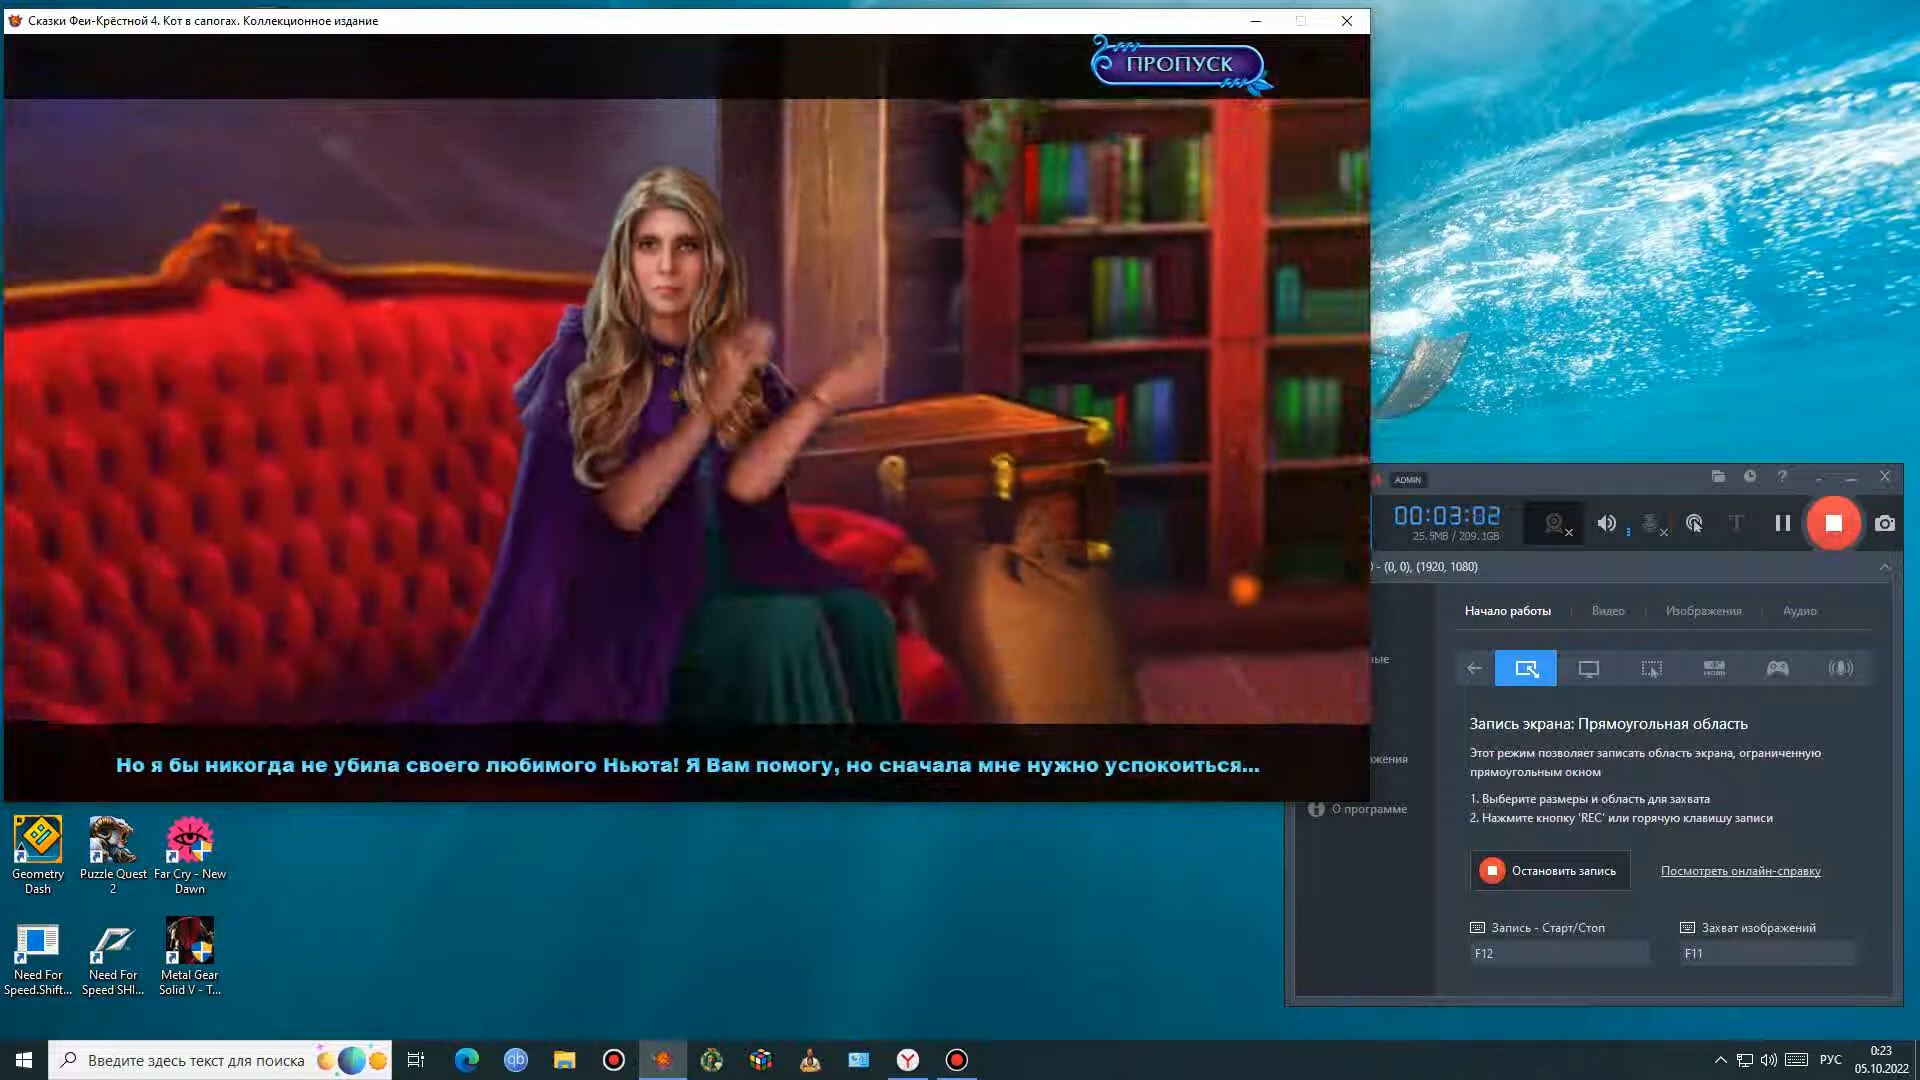 Сказки Феи-Крёстной 4. Кот в сапогах. Коллекционное издание
ПРОПУСК
Но я бы никогда не убила своего любимого Ньюта! Я Вам помогу, но сначала мне нужно успокоиться...
ADMIN
00:03:02
25.5MB / 209.1GB
- (0, 0), (1920, 1080)
Начало работы
Видео
Изображения
Аудио
Запись экрана: Прямоугольная область
Этот режим позволяет записать область экрана, ограниченную
прямоугольным окном
1. Выберите размеры и область для захвата
2. Нажмите кнопку 'REC' или горячую клавишу записи
О программе
Остановить запись
Посмотреть онлайн-справку
Запись - Старт/Стоп
Захват изображений
F12
F11
Geometry
Dash
Puzzle Quest
2
Far Cry - New
Dawn
Need For
Speed.Shift...
Need For
Speed SHI...
Metal Gear
Solid V - T...
Введите здесь текст для поиска
РУС
0:23
05.10.2022